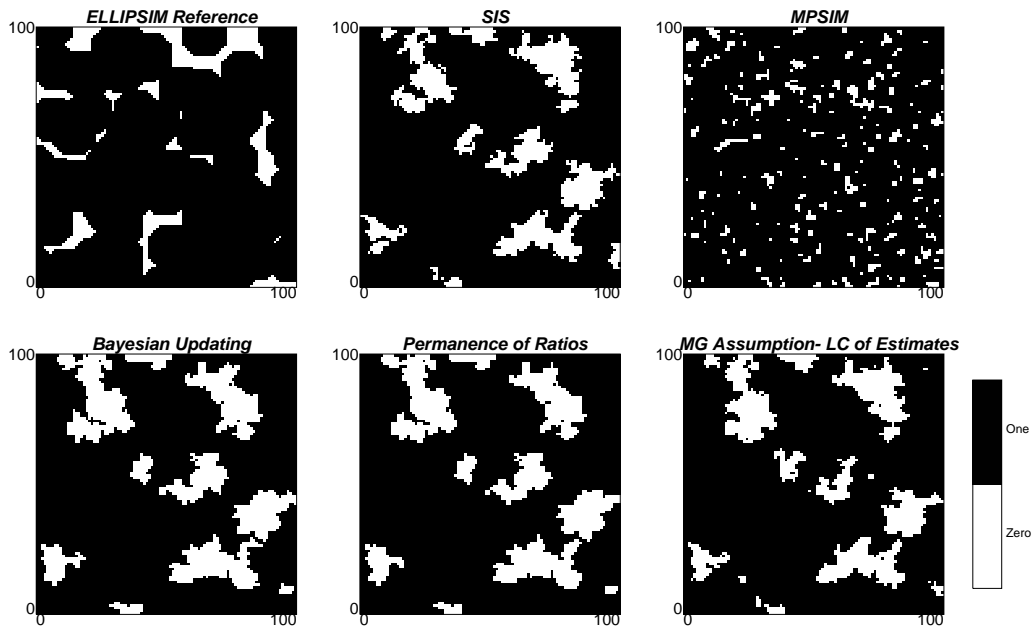 ELLIPSIM Reference
SIS
MPSIM
100
100
100
0
0
0
0 100
0 100
0 100
Bayesian Updating
Permanence of Ratios
MG Assumption- LC of Estimates
100
100
100
0
0
0
0 100
0 100
0 100
One
Zero